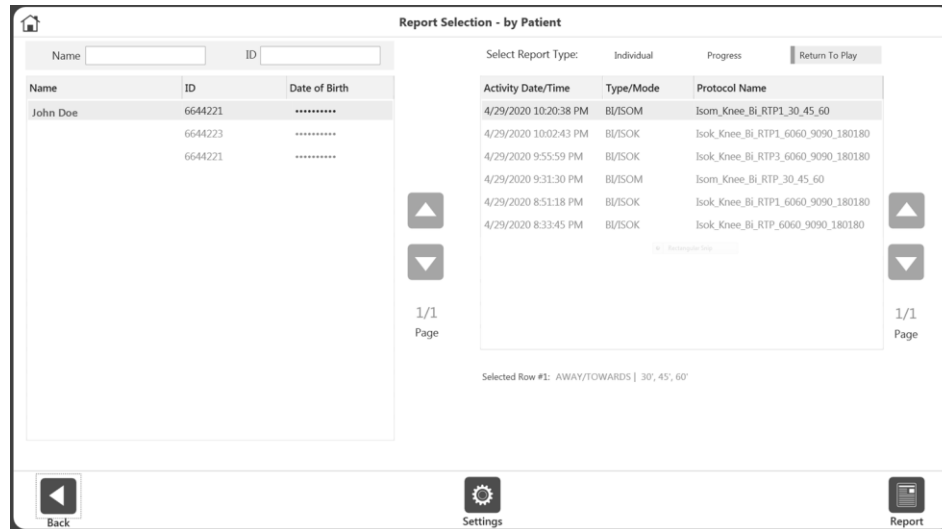 Report Selection - by Patient
Name ID
Name ID Date of Birth
John Doe 6644221 ••••••••••
6644223 ••••••••••
6644221 ••••••••••
1/1
Page
Select Report Type: Individual Progress Return To Play
Activity Date/Time Type/Mode Protocol Name
4/29/2020 10:20:38 PM BI/ISOM Isom_Knee_Bi_RTP1_30_45_60
4/29/2020 10:02:43 PM BI/ISOK Isok_Knee_Bi_RTP1_6060_9090_180180
4/29/2020 9:55:59 PM BI/ISOK Isok_Knee_Bi_RTP3_6060_9090_180180
4/29/2020 9:31:30 PM BI/ISOM Isom_Knee_Bi_RTP_30_45_60
4/29/2020 8:51:18 PM BI/ISOK Isok_Knee_Bi_RTP1_6060_9090_180180
4/29/2020 8:33:45 PM BI/ISOK Isok_Knee_Bi_RTP_6060_9090_180180
1/1
Page
Selected Row #1: AWAY/TOWARDS | 30', 45', 60'
Back
Settings
Report